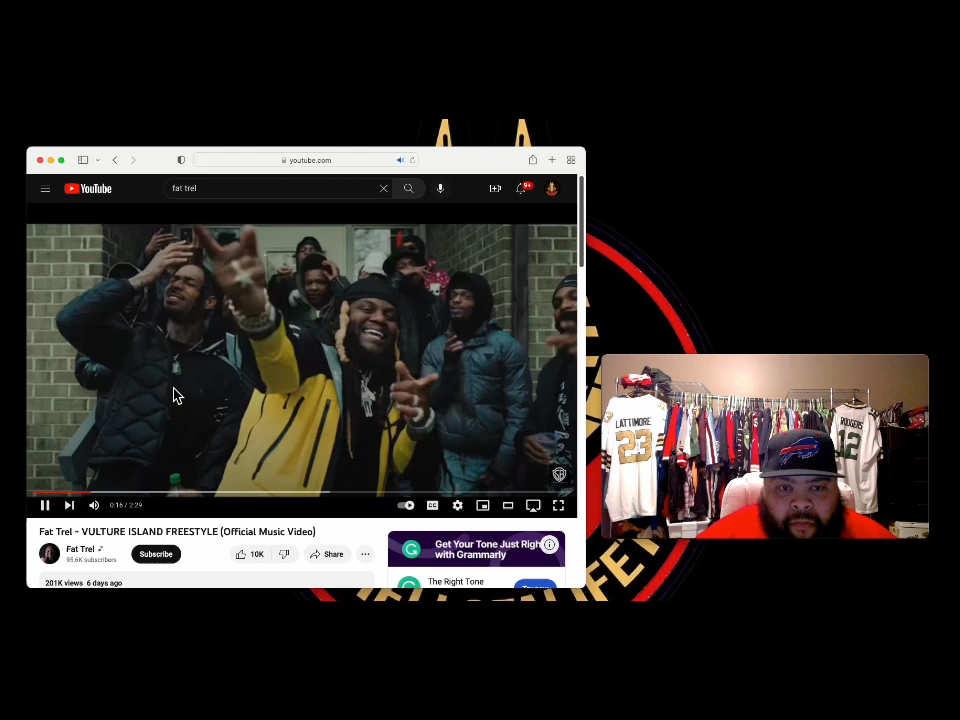 youtube.com
YouTube
fat trel
9+
0:16 / 2:29
CC
Fat Trel - VULTURE ISLAND FREESTYLE (Official Music Video)
Fat Trel
95.6K subscribers
Subscribe
10K
Share
201K views 6 days ago
Get Your Tone Just Right
with Grammarly
The Right Tone
LATTIMORE
23
RODGERS
12